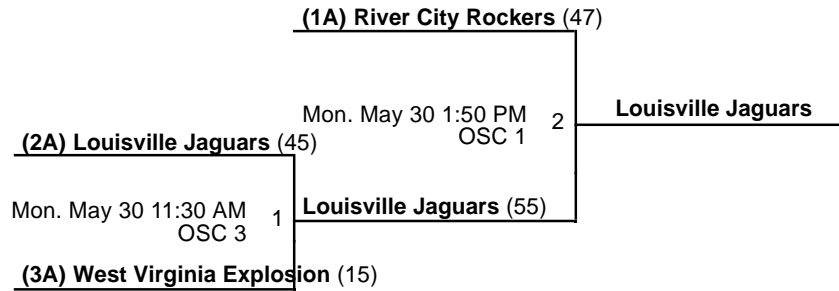 (1A) River City Rockers (47)
Mon. May 30 1:50 PM
OSC 1
2
Louisville Jaguars
(2A) Louisville Jaguars (45)
Mon. May 30 11:30 AM
OSC 3
1
Louisville Jaguars (55)
(3A) West Virginia Explosion (15)